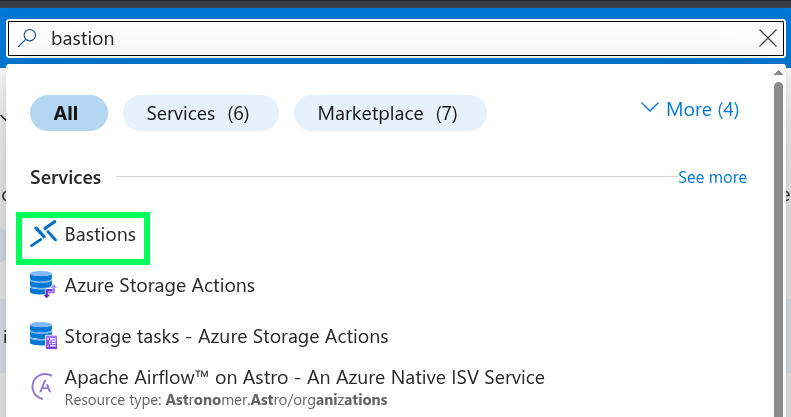 bastion
All Services (6) Marketplace (7) More (4)
Services See more
Bastions
Azure Storage Actions
Storage tasks - Azure Storage Actions
Apache Airflow™ on Astro - An Azure Native ISV Service
Resource type: Astronomer.Astro/organizations